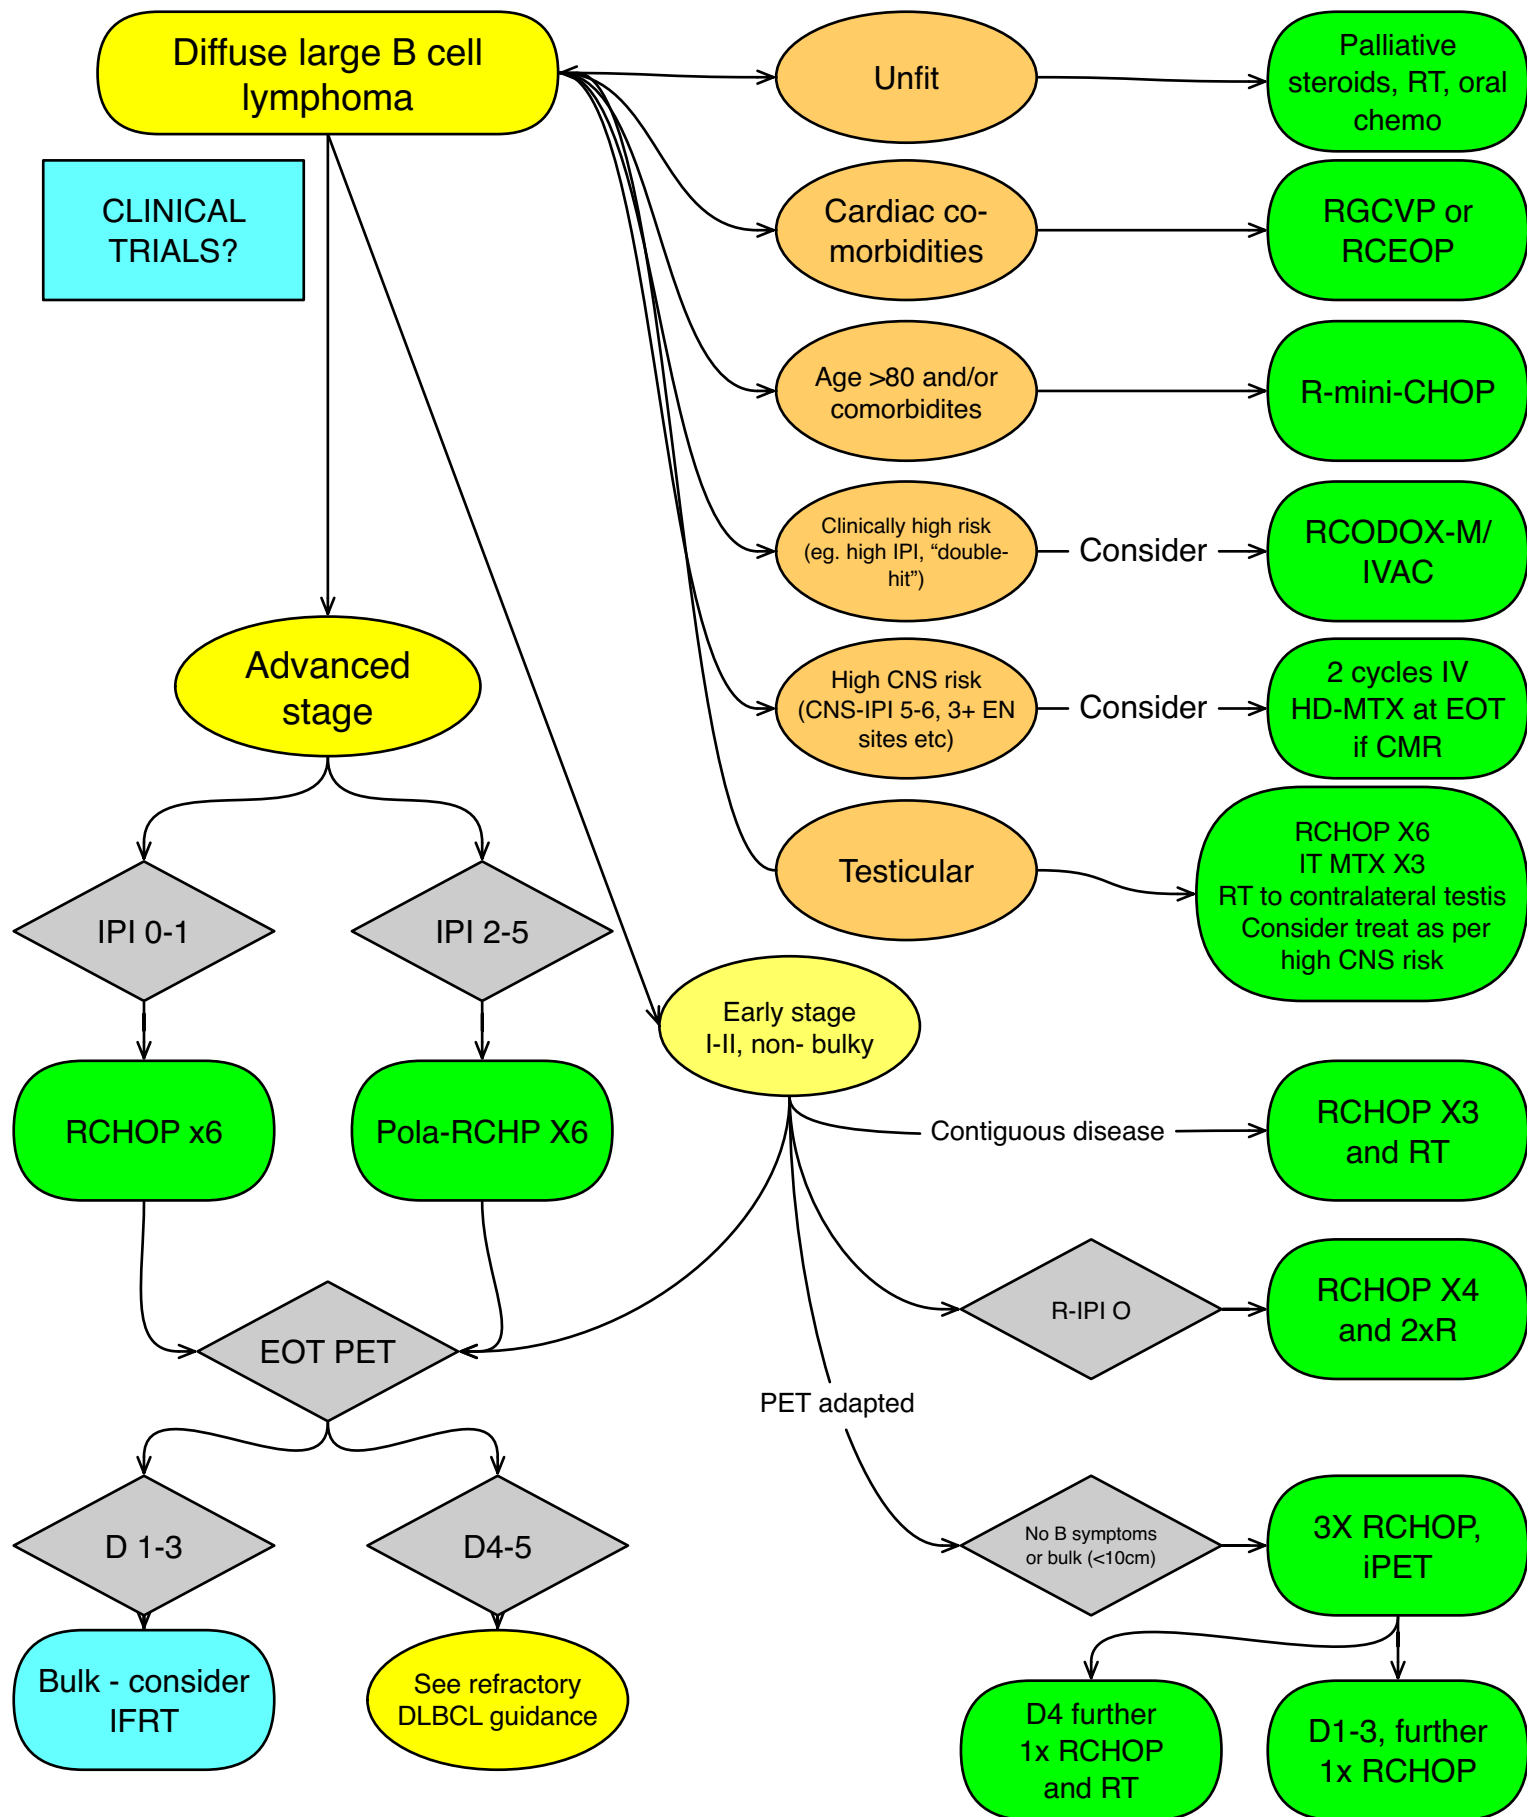 Diffuse large B cell
lymphoma
CLINICAL
TRIALS?
Unfit
Palliative
steroids, RT, oral
chemo
Cardiac co-
morbidities
RGCVP or
RCEOP
Age >80 and/or
comorbidites
R-mini-CHOP
Clinically high risk
(eg. high IPI, “double-
hit”)
Consider
RCODOX-M/
IVAC
High CNS risk
(CNS-IPI 5-6, 3+ EN
sites etc)
Consider
2 cycles IV
HD-MTX at EOT
if CMR
Testicular
RCHOP X6
IT MTX X3
RT to contralateral testis
Consider treat as per
high CNS risk
Advanced
stage
IPI 0-1
IPI 2-5
RCHOP x6
Pola-RCHP X6
EOT PET
D 1-3
D4-5
Bulk - consider
IFRT
See refractory
DLBCL guidance
Early stage
I-II, non- bulky
Contiguous disease
RCHOP X3
and RT
R-IPI O
RCHOP X4
and 2xR
PET adapted
No B symptoms
or bulk (<10cm)
3X RCHOP,
iPET
D4 further
1x RCHOP
and RT
D1-3, further
1x RCHOP